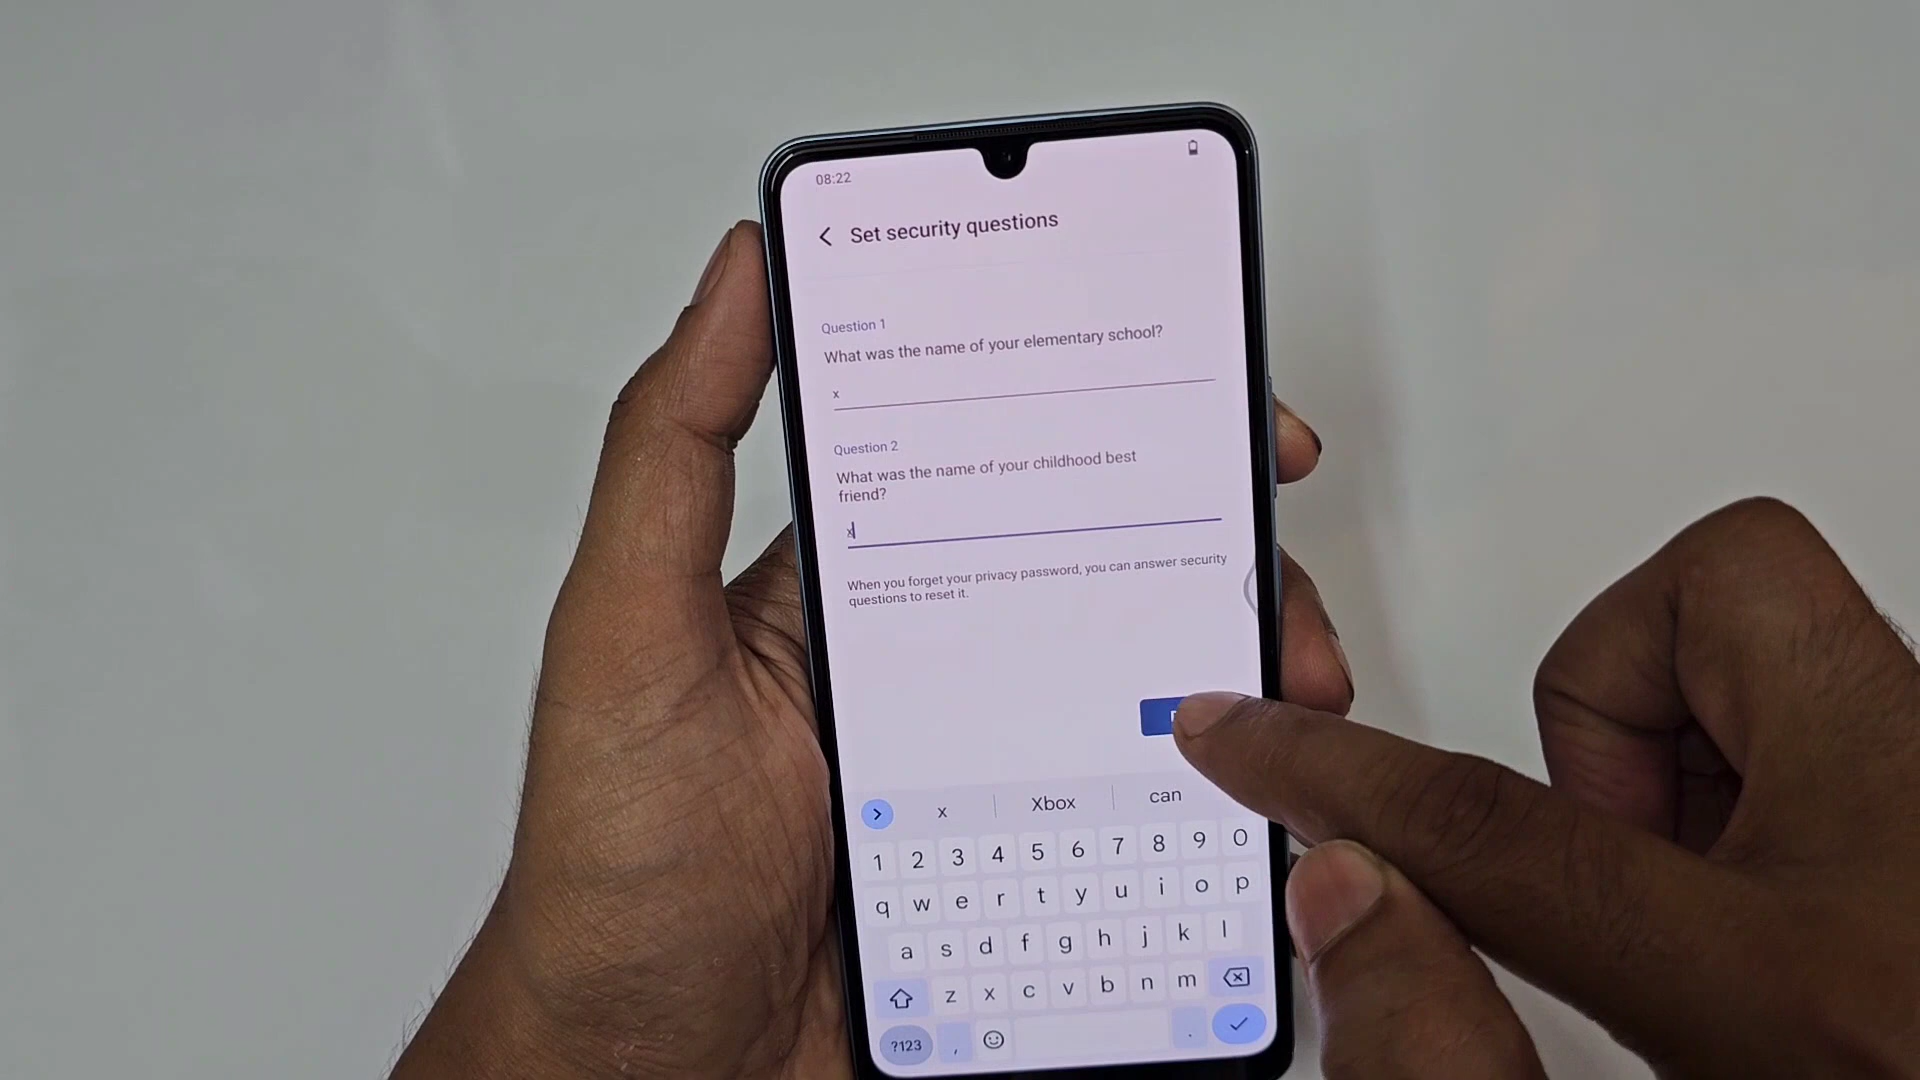 08:22
Set security questions
Question 1
What was the name of your elementary school?
x
Question 2
What was the name of your childhood best
friend?
x
When you forget your privacy password, you can answer security
questions to reset it.
x Xbox can
1 2 3 4 5 6 7 8 9 0
q w e r t y u i o p
a s d f g h j k l
z x c v b n m
?123 , .